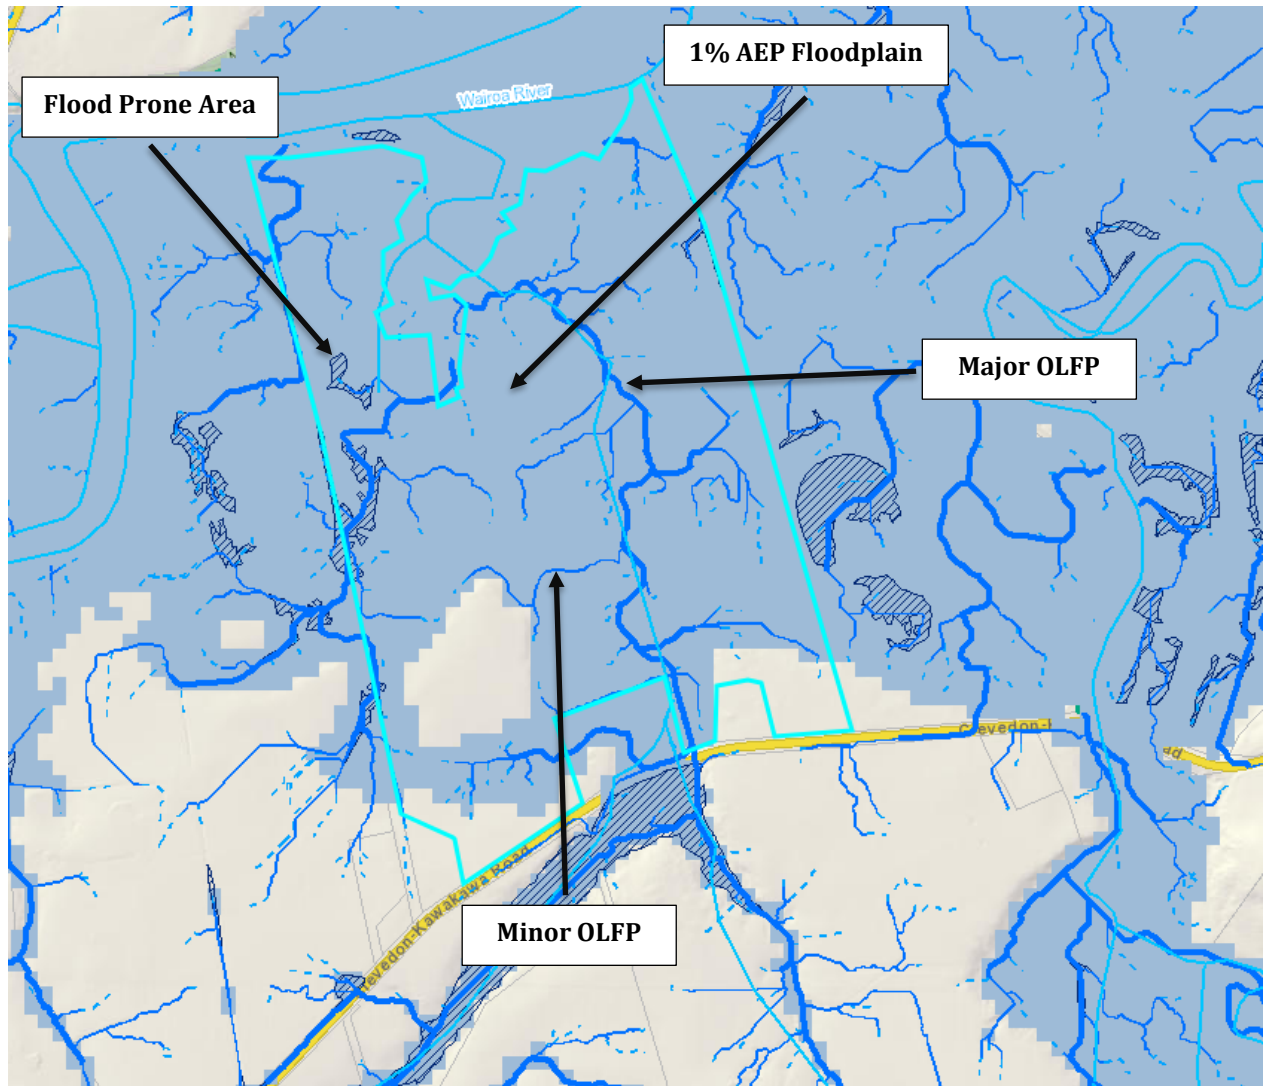 1% AEP Floodplain
Flood Prone Area
Wairoa River
Major OLFP
Clevedon-Kawakawa Road
Minor OLFP